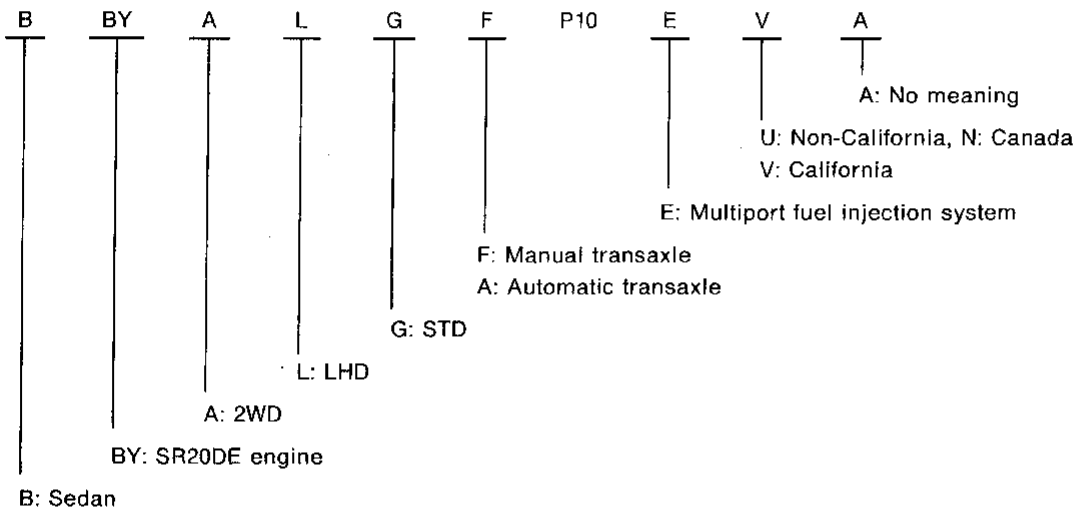 B BY A L G F P10 E V A
A: No meaning
U: Non-California, N: Canada
V: California
E: Multiport fuel injection system
F: Manual transaxle
A: Automatic transaxle
G: STD
L: LHD
A: 2WD
BY: SR20DE engine
B: Sedan